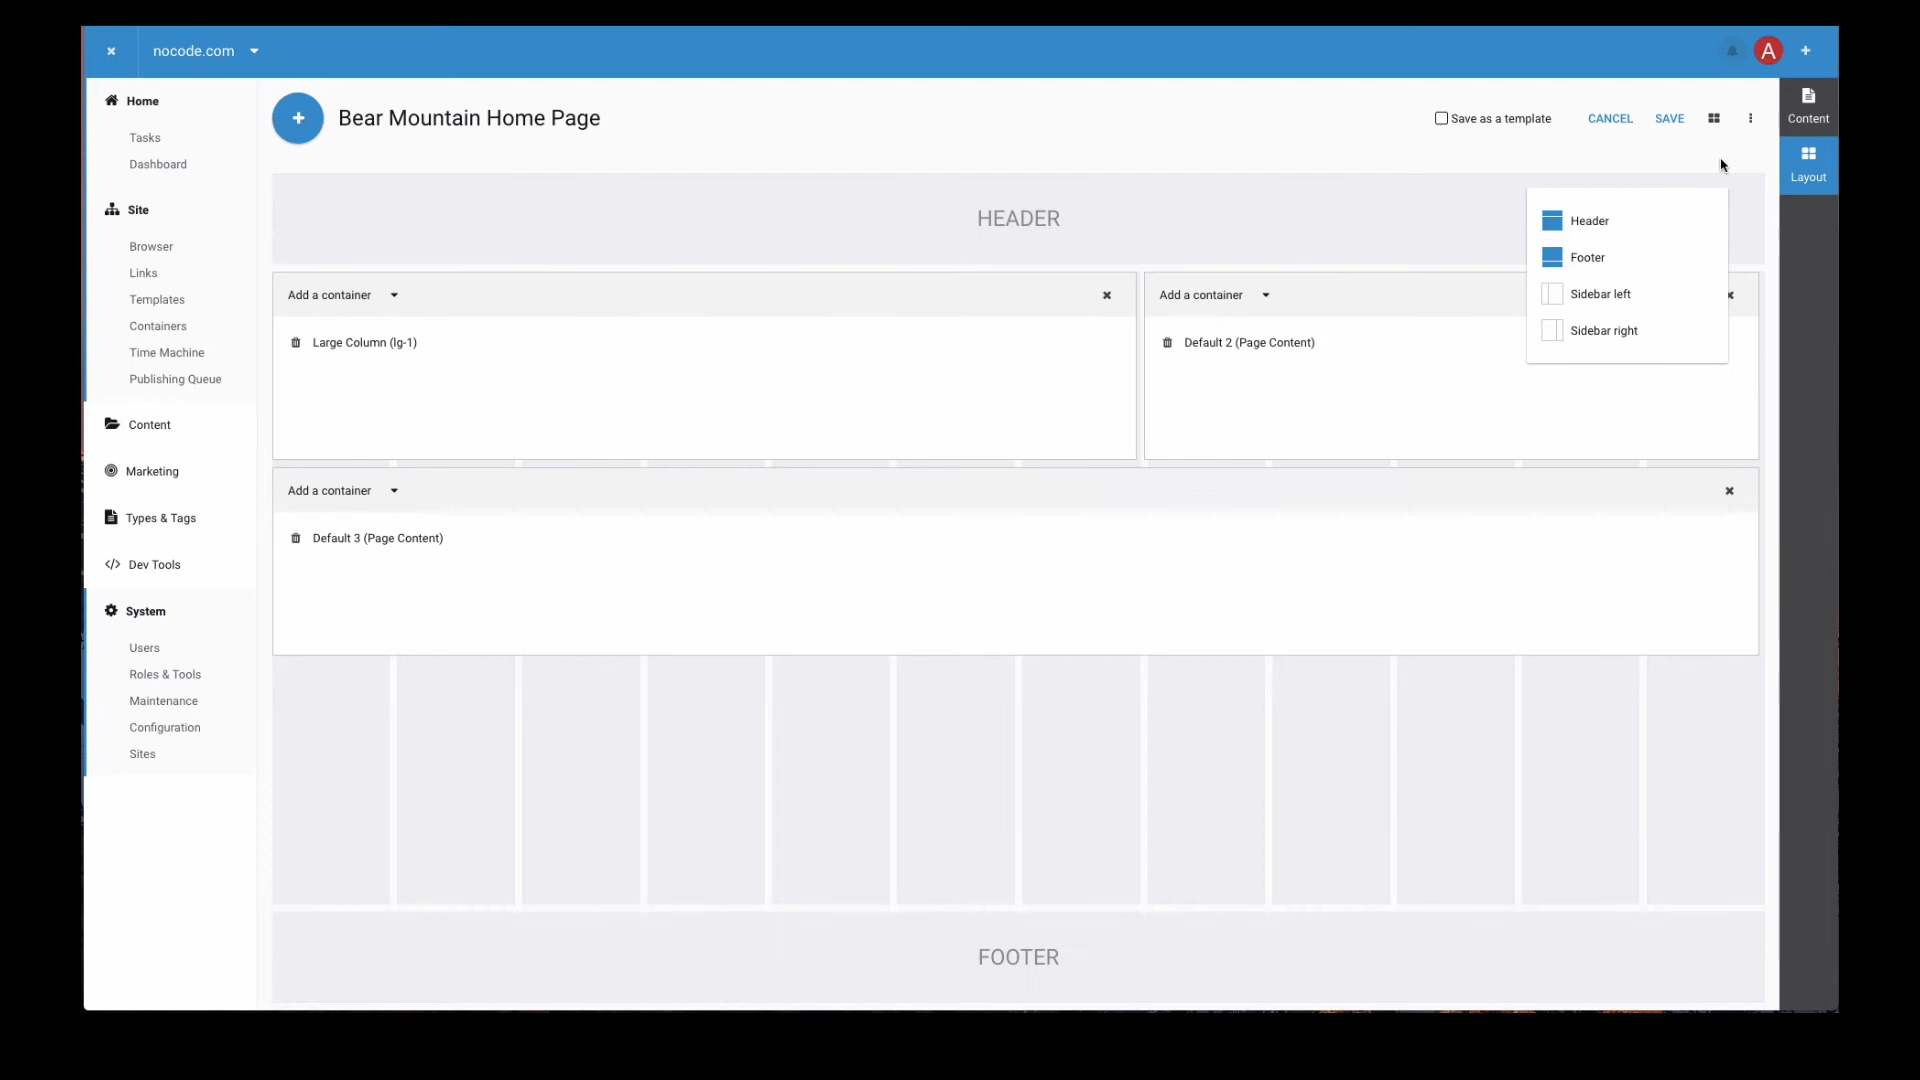 nocode.com
A
Home
Tasks
Dashboard
Site
Browser
Links
Templates
Containers
Time Machine
Publishing Queue
Content
Marketing
Types & Tags
Dev Tools
System
Users
Roles & Tools
Maintenance
Configuration
Sites
Bear Mountain Home Page
Save as a template
CANCEL
SAVE
HEADER
Header
Footer
Sidebar left
Sidebar right
Add a container
Large Column (lg-1)
Add a container
Default 2 (Page Content)
Add a container
Default 3 (Page Content)
FOOTER
Content
Layout